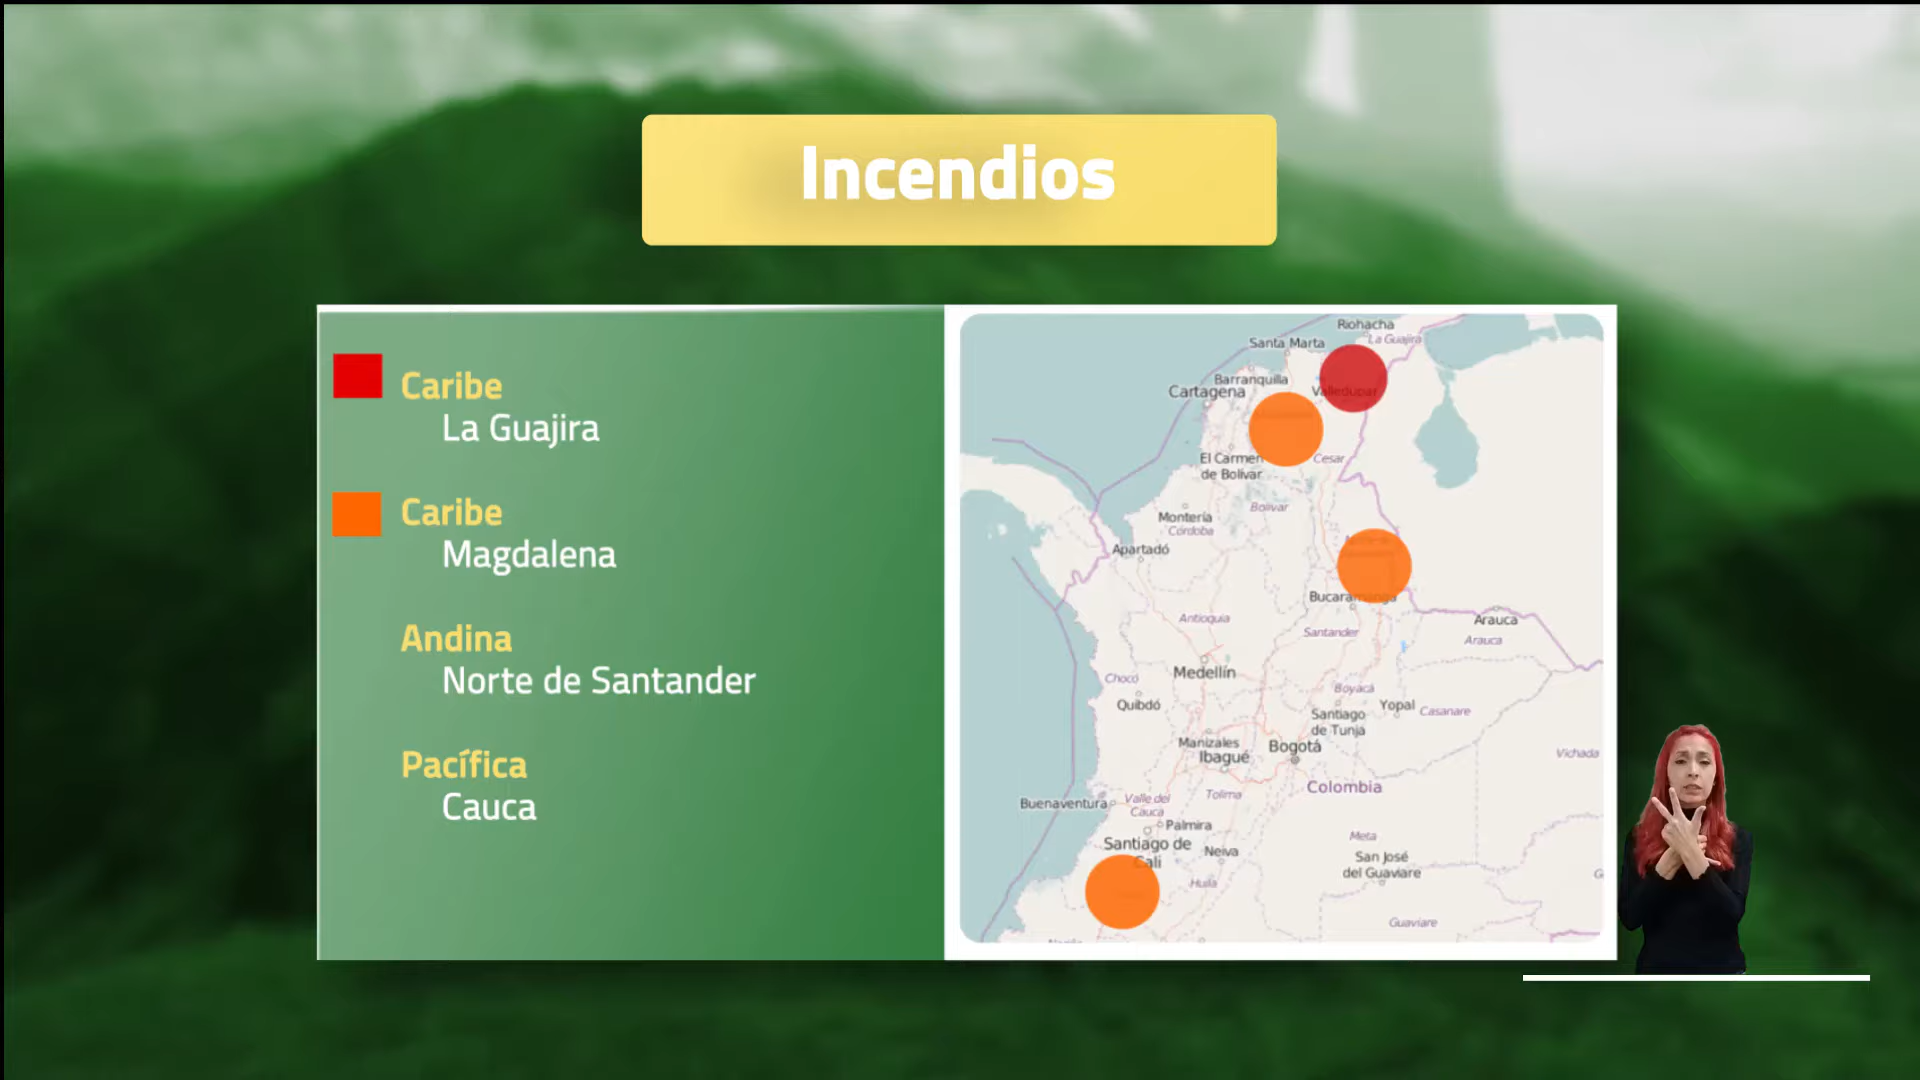 Incendios
Caribe
La Guajira
Caribe
Magdalena
Andina
Norte de Santander
Pacífica
Cauca
Riohacha
La Guajira
Santa Marta
Barranquilla
Cartagena
Valledupar
El Carmen
de Bolívar
Cesar
Bolívar
Montería
Córdoba
Apartadó
Bucaramanga
Arauca
Arauca
Antioquia
Santander
Medellín
Chocó
Quibdó
Boyacá
Yopal
Casanare
Santiago
de Tunja
Manizales
Bogotá
Ibagué
Vichada
Colombia
Buenaventura
Valle del
Cauca
Tolima
Palmira
Santiago de
Cali
Neiva
Meta
San José
del Guaviare
Huila
Guaviare